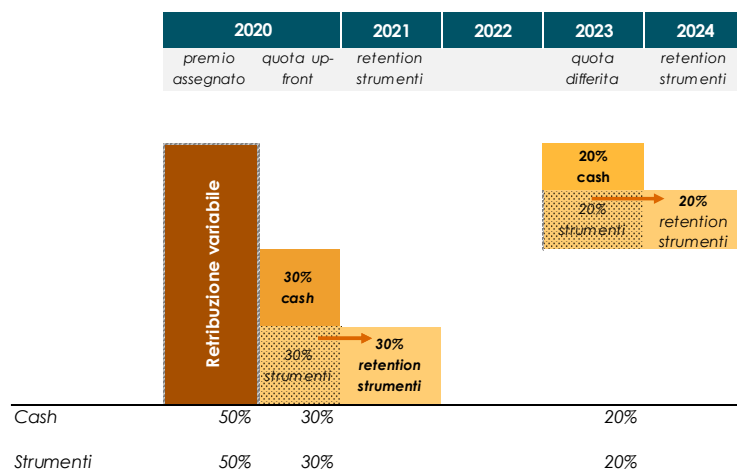 2020 2021 2022 2023 2024
premio quota up- retention quota retention
assegnato front strumenti differita strumenti
Retribuzione variabile
20%
cash
20%
strumenti
20%
retention
strumenti
30%
cash
30%
strumenti
30%
retention
strumenti
Cash 50% 30% 20%
Strumenti 50% 30% 20%